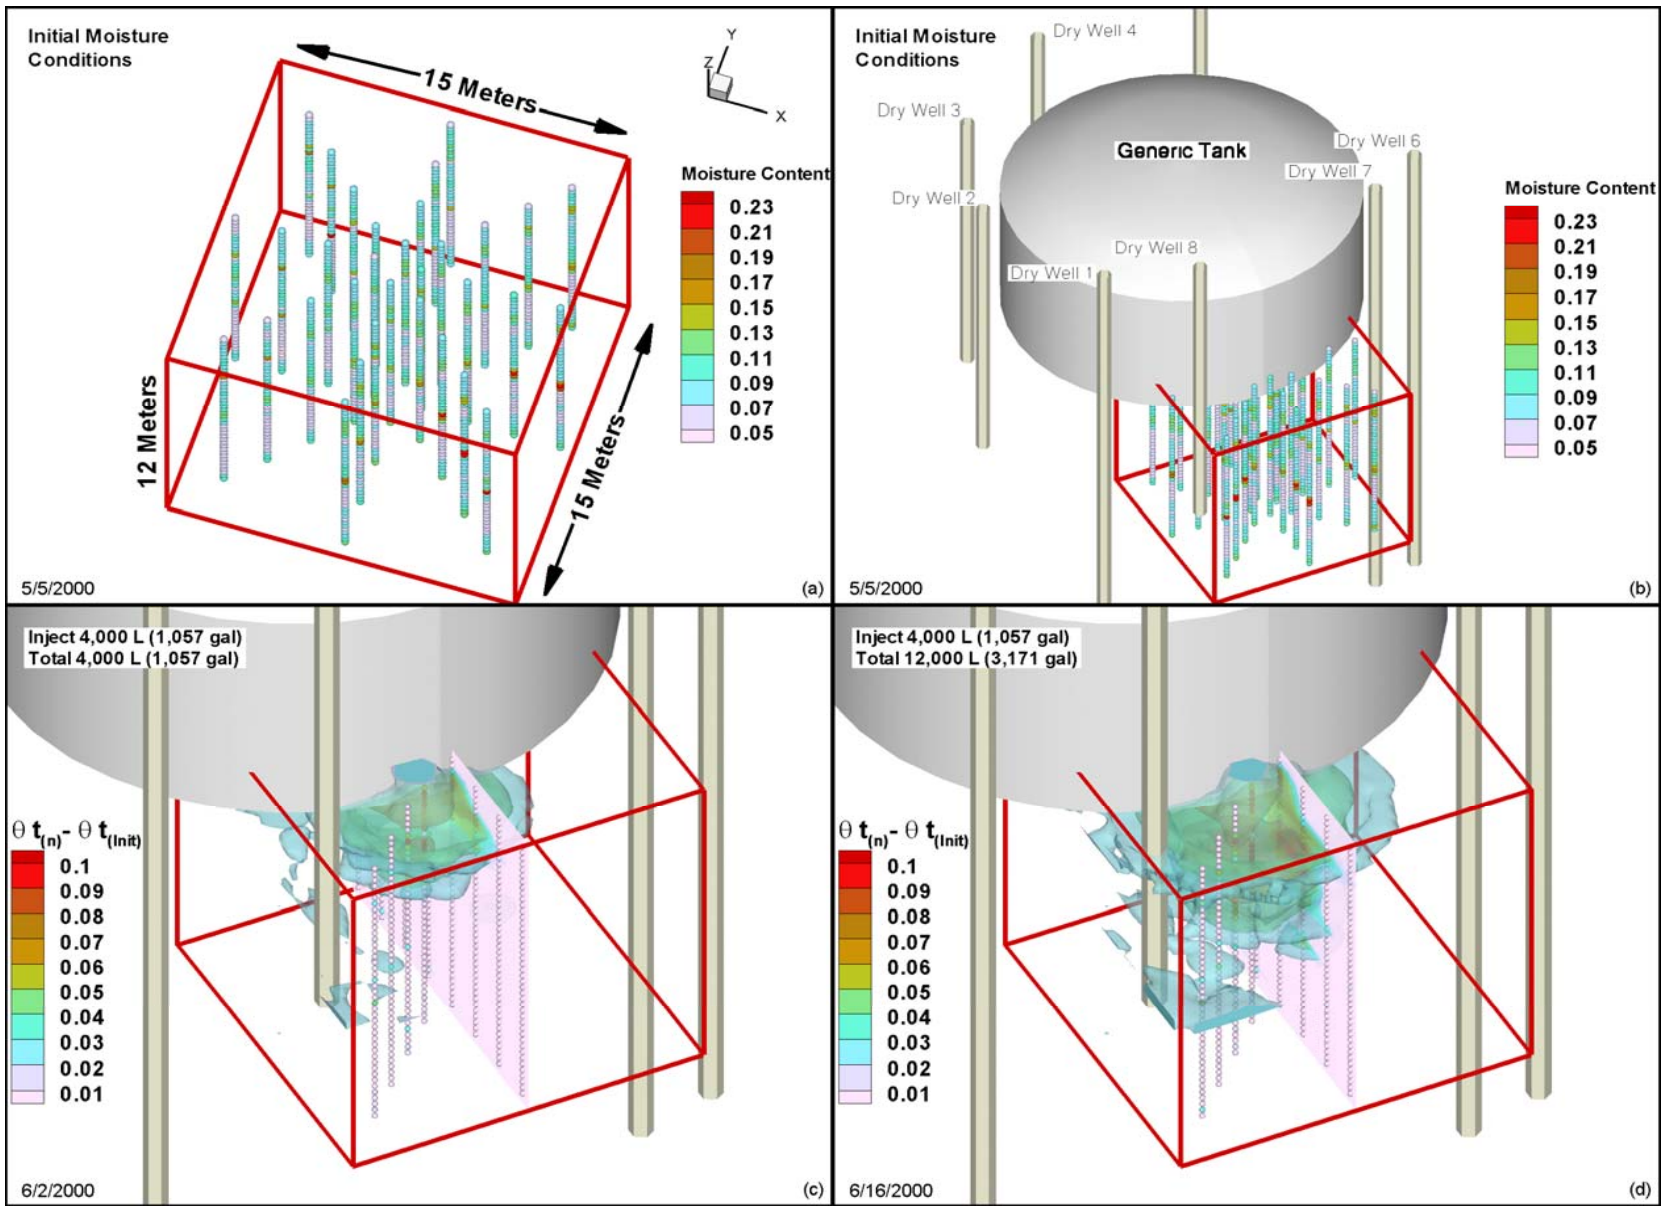 Initial Moisture
Conditions
15 Meters
Y
Z
X
Moisture Content
0.23
0.21
0.19
0.17
0.15
0.13
0.11
0.09
0.07
0.05
12 Meters
15 Meters
5/5/2000
(a)
Initial Moisture
Conditions
Dry Well 4
Dry Well 3
Generic Tank
Dry Well 6
Dry Well 7
Dry Well 2
Dry Well 8
Dry Well 1
Moisture Content
0.23
0.21
0.19
0.17
0.15
0.13
0.11
0.09
0.07
0.05
5/5/2000
(b)
Inject 4,000 L (1,057 gal)
Total 4,000 L (1,057 gal)
θ t(n)- θ t(Init)
0.1
0.09
0.08
0.07
0.06
0.05
0.04
0.03
0.02
0.01
6/2/2000
(c)
Inject 4,000 L (1,057 gal)
Total 12,000 L (3,171 gal)
θ t(n)- θ t(Init)
0.1
0.09
0.08
0.07
0.06
0.05
0.04
0.03
0.02
0.01
6/16/2000
(d)